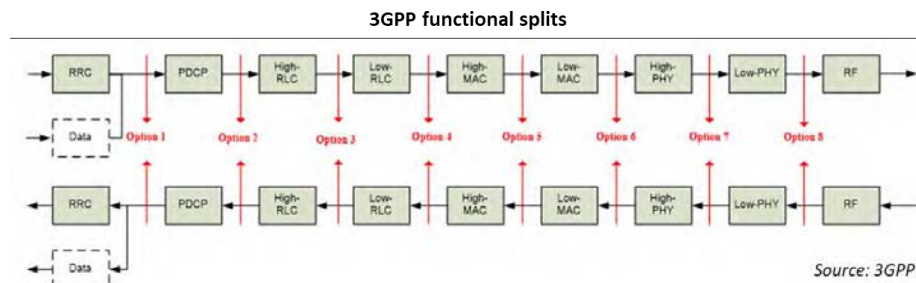 3GPP functional splits
RRC
PDCP
High-
RLC
Low-
RLC
High-
MAC
Low-
MAC
High-
PHY
Low-PHY
RF
Data
Option 1
Option 2
Option 3
Option 4
Option 5
Option 6
Option 7
Option 8
RRC
PDCP
High-
RLC
Low-
RLC
High-
MAC
Low-
MAC
High-
PHY
Low-PHY
RF
Data
Source: 3GPP